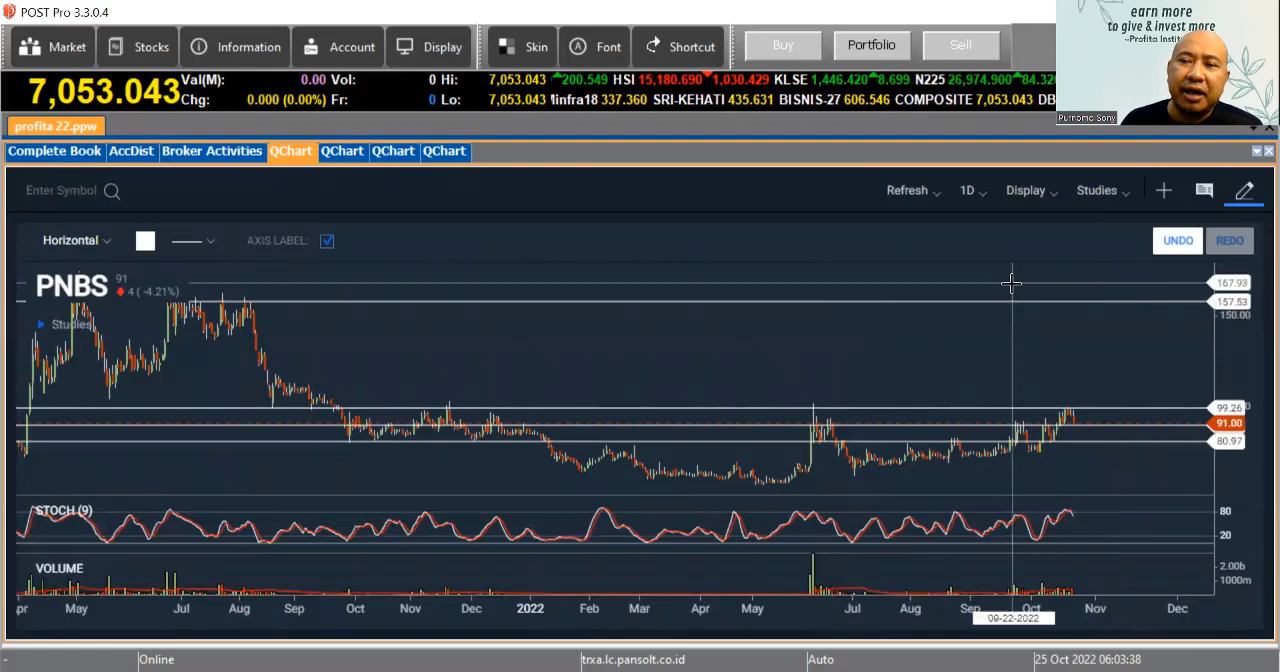 POST Pro 3.3.0.4
Market Stocks Information Account Display Skin Font Shortcut Buy Portfolio Sell
earn more
to give & invest more
Purnomo Sony
7,053.043
Val(M): 0.00 Vol: 0 Hi: 7,053.043
Chg: 0.000 (0.00%) Fr: 0 Lo: 7,053.043
200.549 HSI 15,180.690 1,030.429 KLSE 1,446.420 8.699 N225 26,974.900 84.320
337.360 SRI-KEHATI 435.631 BISNIS-27 606.546 COMPOSITE 7,053.043
profita 22.ppw
Complete Book AccDist Broker Activities QChart QChart QChart QChart
Enter Symbol Refresh 1D Display Studies
Horizontal AXIS LABEL: UNDO REDO
PNBS 91
4 (-4.21%)
Studies
167.93
157.53
150.00
99.26
91.00
80.97
STOCH (9)
80
20
VOLUME
2.00b
1000m
May Jul Aug Sep Oct Nov Dec 2022 Feb Mar Apr May Jul Aug Sep Oct Nov Dec
09-22-2022
- Online trxa.lc.pansolt.co.id Auto 25 Oct 2022 06:03:38